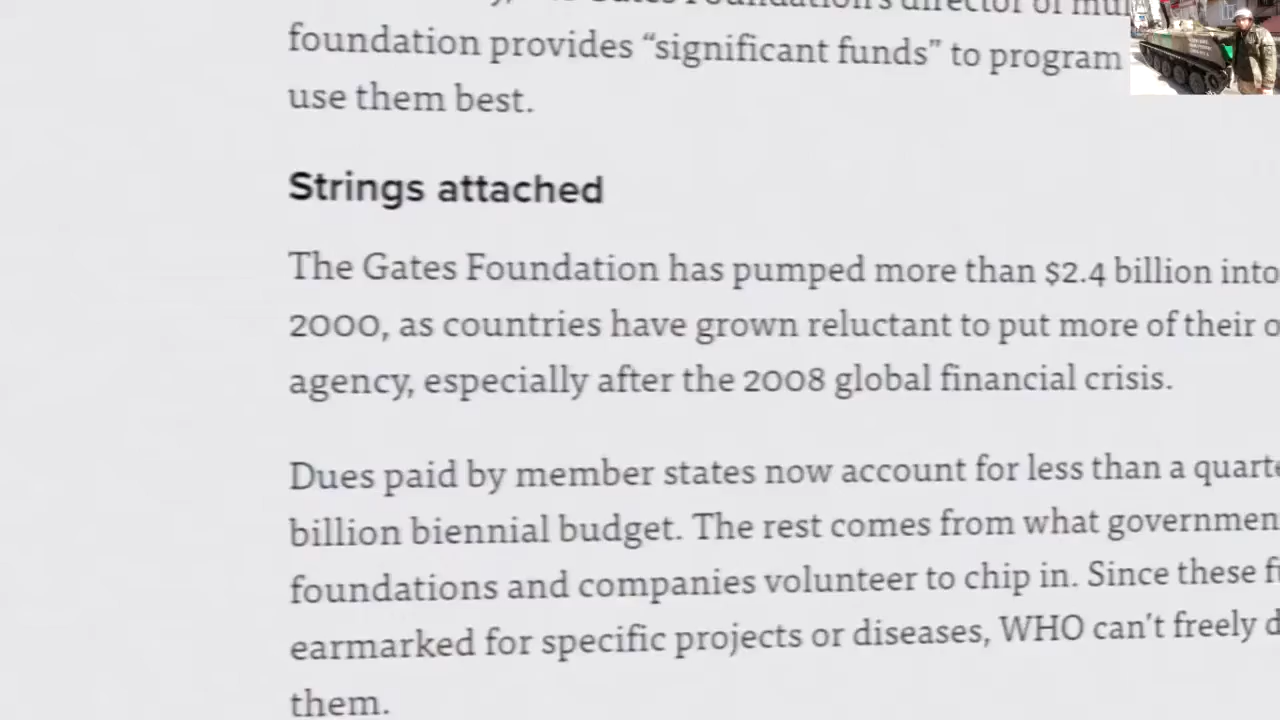 Foundation's director of
foundation provides “significant funds” to program
use them best.
Strings attached
The Gates Foundation has pumped more than $2.4 billion into
2000, as countries have grown reluctant to put more of their
agency, especially after the 2008 global financial crisis.
Dues paid by member states now account for less than a
billion biennial budget. The rest comes from what
foundations and companies volunteer to chip in. Since these
earmarked for specific projects or diseases, WHO can't freely
them.